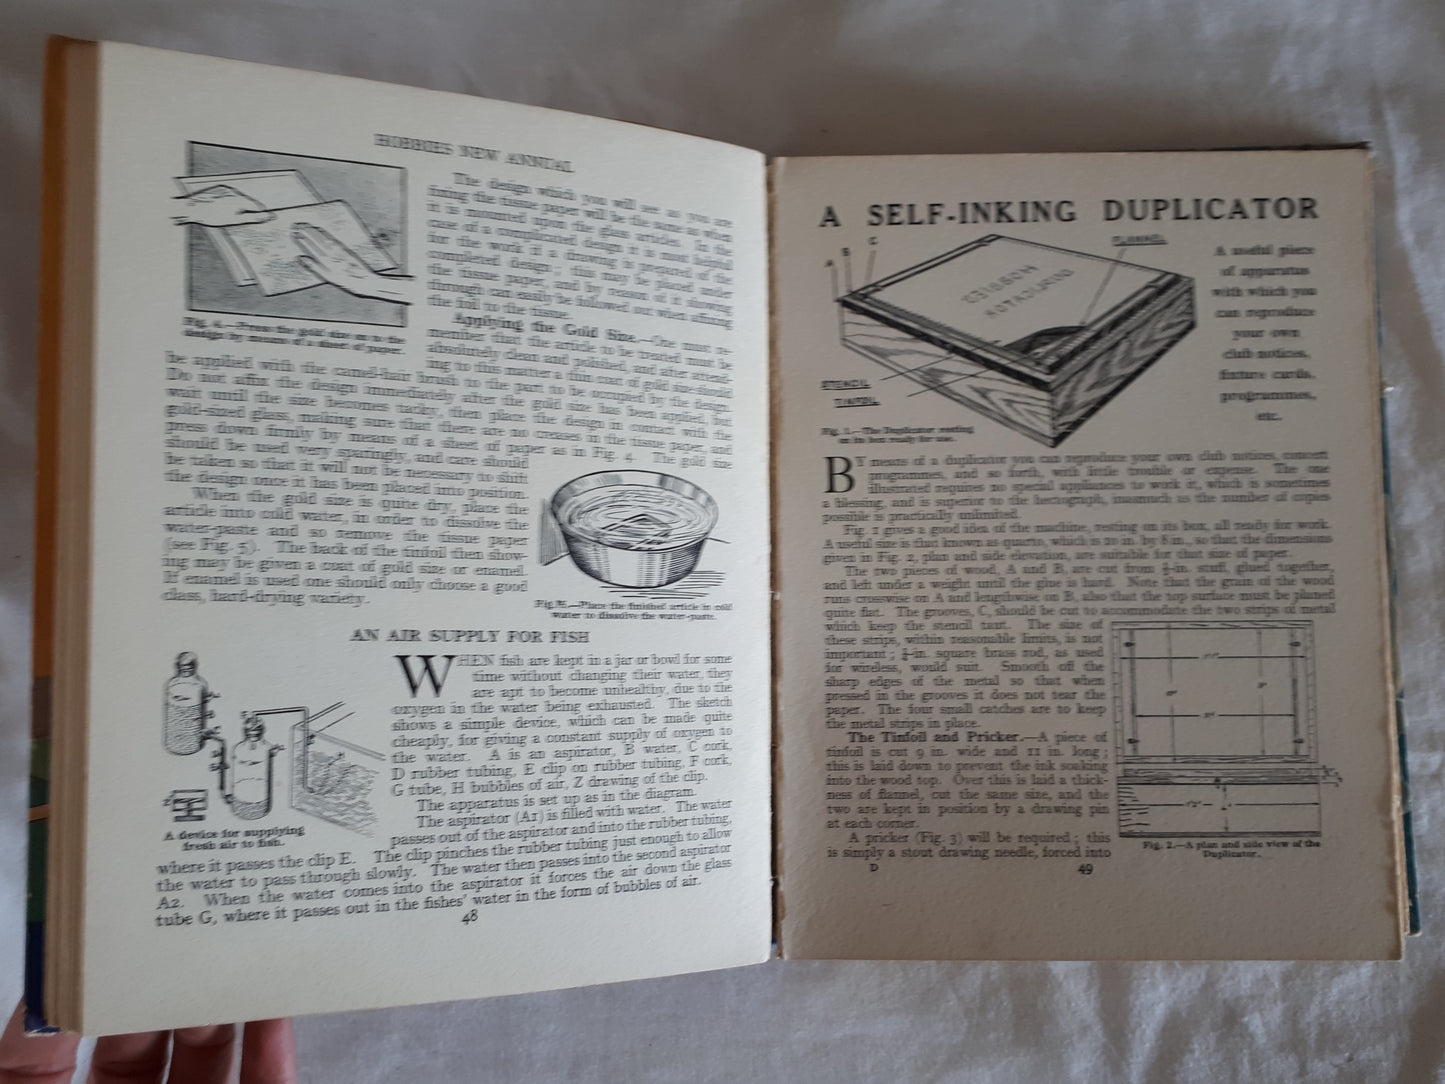 HOBBIES NEW ANNUAL
The design which you will see as you are
fixing the tissue paper will be the same as when
it is mounted upon the glass articles. In the
case of a complicated design it is most helpful
for the work if a drawing is prepared of the
completed design; this may be placed under
the tissue paper, and by reason of it showing
through can easily be followed out when affixing
the foil to the tissue.
Fig. 4.—Press the gold size on to the
design by means of a sheet of paper.
Applying the Gold Size.—One must re-
member that the article to be treated must be
absolutely clean and polished, and after attend-
ing to this matter a thin coat of gold size should
be applied with the camel-hair brush to the part to be occupied by the design.
Do not affix the design immediately after the gold size has been applied, but
wait until the size becomes tacky, then place the design in contact with the
gold-sized glass, making sure that there are no creases in the tissue paper, and
press down firmly by means of a sheet of paper as in Fig. 4. The gold size
should be used very sparingly, and care should
be taken so that it will not be necessary to shift
the design once it has been placed into position.
When the gold size is quite dry, place the
article into cold water, in order to dissolve the
water-paste and so remove the tissue paper
(see Fig. 5). The back of the tinfoil then show-
ing may be given a coat of gold size or enamel.
If enamel is used one should only choose a good
class, hard-drying variety.
Place the finished article in cold
water to dissolve the water-paste.
AN AIR SUPPLY FOR FISH
WHEN fish are kept in a jar or bowl for some
time without changing their water, they
are apt to become unhealthy, due to the
oxygen in the water being exhausted. The sketch
shows a simple device, which can be made quite
cheaply, for giving a constant supply of oxygen to
the water. A is an aspirator, B water, C cork,
D rubber tubing, E clip on rubber tubing, F cork,
G tube, H bubbles of air, Z drawing of the clip.
The apparatus is set up as in the diagram.
The aspirator (A1) is filled with water. The water
passes out of the aspirator and into the rubber tubing,
A device for supplying
fresh air to fish.
where it passes the clip E. The clip pinches the rubber tubing just enough to allow
the water to pass through slowly. The water then passes into the second aspirator
A2. When the water comes into the aspirator it forces the air down the glass
tube G, where it passes out in the fishes' water in the form of bubbles of air.
48
A SELF-INKING DUPLICATOR
A
B
C
FLANNEL
STENCIL
TINFOIL
A useful piece
of apparatus
with which you
can reproduce
your own
club notices,
fixture cards,
programmes,
etc.
Fig. 1.—The Duplicator resting
on its box ready for use.
BY means of a duplicator you can reproduce your own club notices, concert
programmes, and so forth, with little trouble or expense. The one
illustrated requires no special appliances to work it, which is sometimes
a blessing, and is superior to the hectograph, inasmuch as the number of copies
possible is practically unlimited.
Fig. 1 gives a good idea of the machine, resting on its box, all ready for work.
A useful size is that known as quarto, which is 10 in. by 8 in., so that the dimensions
given in Fig. 2, plan and side elevation, are suitable for that size of paper.
The two pieces of wood, A and B, are cut from stuff, glued together,
and left under a weight until the glue is hard. Note that the grain of the wood
runs crosswise on A and lengthwise on B, also that the top surface must be planed
quite flat. The grooves, C, should be cut to accommodate the two strips of metal
which keep the stencil taut. The size of
these strips, within reasonable limits, is not
important; square brass rod, as used
for wireless, would suit. Smooth off the
sharp edges of the metal so that when
pressed in the grooves it does not tear the
paper. The four small catches are to keep
the metal strips in place.
The Tinfoil and Pricker.—A piece of
tinfoil is cut 9 in. wide and 11 in. long;
this is laid down to prevent the ink soaking
into the wood top. Over this is laid a thick-
ness of flannel, cut the same size, and the
two are kept in position by a drawing pin
at each corner.
A pricker (Fig. 3) will be required; this
is simply a stout drawing needle, forced into
Fig. 2.—A plan and side view of the
Duplicator.
D
49